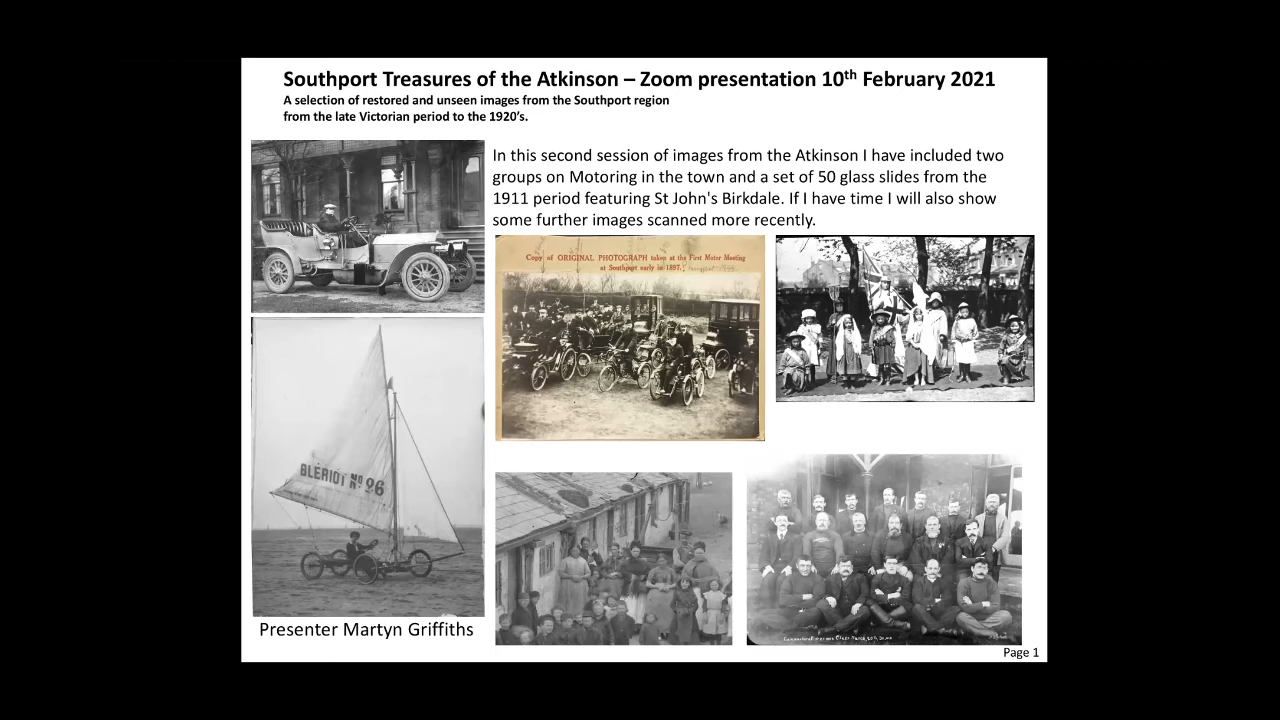 Southport Treasures of the Atkinson – Zoom presentation 10th February 2021
A selection of restored and unseen images from the Southport region
from the late Victorian period to the 1920's.
In this second session of images from the Atkinson I have included two
groups on Motoring in the town and a set of 50 glass slides from the
1911 period featuring St John's Birkdale. If I have time I will also show
some further images scanned more recently.
Copy of ORIGINAL PHOTOGRAPH taken at the First Motor Meeting
at Southport early in 1897.
BLÉRIOT Nº 26
Presenter Martyn Griffiths
Page 1